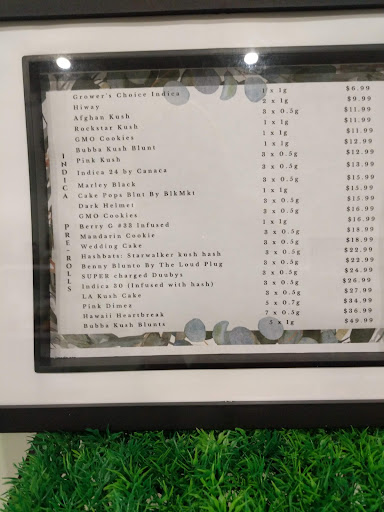 Grower's Choice Indica 1 x 1g $6.99
Hiway 2 x 1g $9.99
Afghan Kush 3 x 0.5g $11.99
Rockstar Kush 1 x 1g $11.99
GMO Cookies 1 x 1g $11.99
Bubba Kush Blunt 1 x 1g $12.99
Pink Kush 3 x 0.5g $12.99
Indica 24 by Canaca 3 x 0.5g $13.99
Marley Black 3 x 0.5g $15.99
Cake Pops Blnt By BlkMkt 1 x 1g $15.99
Dark Helmet 3 x 0.5g $15.99
GMO Cookies 3 x 0.5g $16.99
Berry G #33 Infused 1 x 1g $16.99
Mandarin Cookie 3 x 0.5g $18.99
Wedding Cake 3 x 0.5g $18.99
Hashbats: Starwalker kush hash 3 x 0.5g $22.99
Benny Blunto By The Loud Plug 3 x 0.5g $22.99
SUPER charged Duubys 3 x 0.5g $24.99
Indica 30 (Infused with hash) 3 x 0.5g $26.99
LA Kush Cake 3 x 0.5g $27.99
Pink Dimes 5 x 0.7g $34.99
Hawaii Heartbreak 7 x 0.5g $36.99
Bubba Kush Blunts 5 x 1g $49.99
INDICA PRE-ROLLS